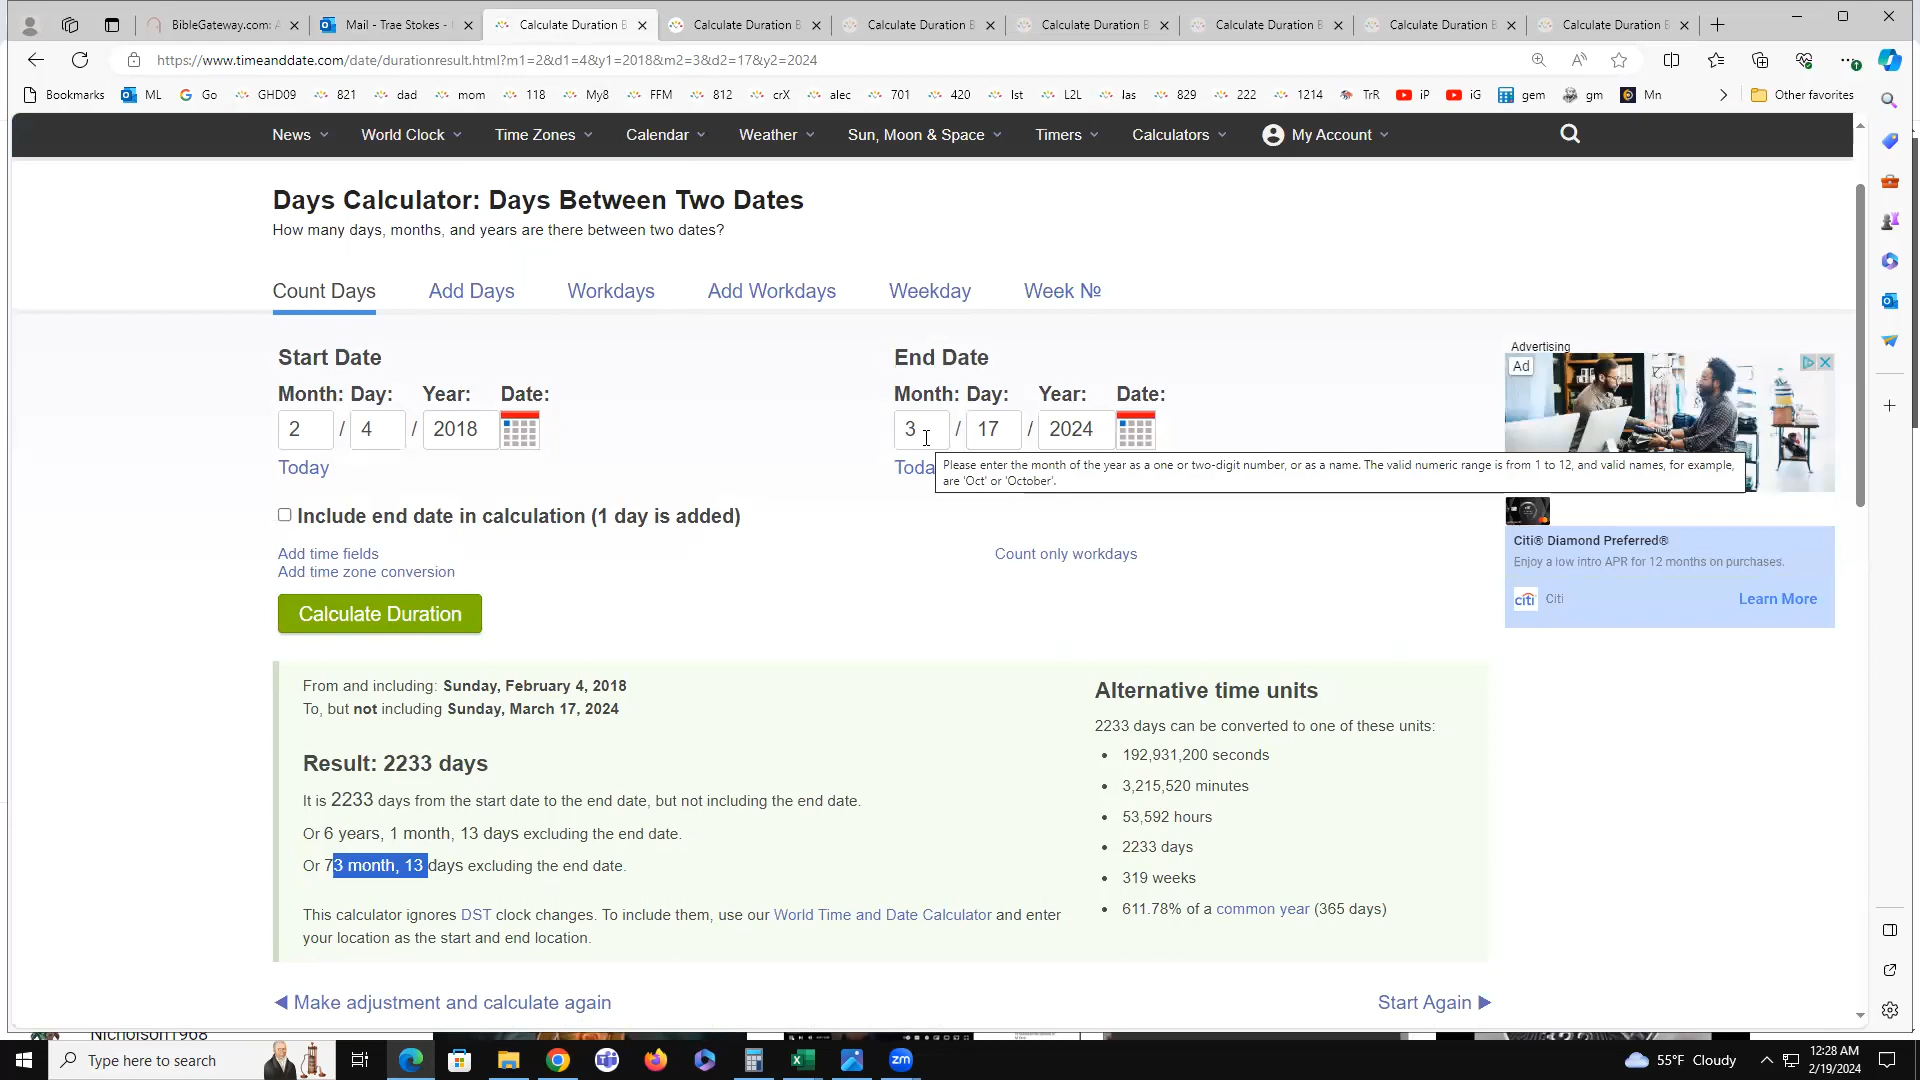 BibleGateway.com: A
Mail - Trae Stokes -
Calculate Duration B
Calculate Duration B
Calculate Duration B
Calculate Duration B
Calculate Duration B
Calculate Duration B
Calculate Duration B
https://www.timeanddate.com/date/durationresult.html?m1=2&d1=4&y1=2018&m2=3&d2=17&y2=2024
Bookmarks ML Go GHD09 821 dad mom 118 My8 FFM 812 crX alec 701 420 lst L2L las 829 222 1214 TrR iP iG gem gm Mn Other favorites
News World Clock Time Zones Calendar Weather Sun, Moon & Space Timers Calculators My Account
Days Calculator: Days Between Two Dates
How many days, months, and years are there between two dates?
Count Days Add Days Workdays Add Workdays Weekday Week №
Start Date End Date
Month: Day: Year: Date: Month: Day: Year: Date:
2 / 4 / 2018 3 / 17 / 2024
Today Toda
Please enter the month of the year as a one or two-digit number, or as a name. The valid numeric range is from 1 to 12, and valid names, for example,
are 'Oct' or 'October'.
Include end date in calculation (1 day is added)
Add time fields Count only workdays
Add time zone conversion
Calculate Duration
Advertising
Ad
Citi® Diamond Preferred®
Enjoy a low intro APR for 12 months on purchases.
citi Citi Learn More
From and including: Sunday, February 4, 2018
To, but not including Sunday, March 17, 2024
Result: 2233 days
It is 2233 days from the start date to the end date, but not including the end date.
Or 6 years, 1 month, 13 days excluding the end date.
Or 73 month, 13 days excluding the end date.
This calculator ignores DST clock changes. To include them, use our World Time and Date Calculator and enter
your location as the start and end location.
Alternative time units
2233 days can be converted to one of these units:
192,931,200 seconds
3,215,520 minutes
53,592 hours
2233 days
319 weeks
611.78% of a common year (365 days)
Make adjustment and calculate again Start Again
Nicholson1968
Type here to search
zm
55°F Cloudy
12:28 AM
2/19/2024